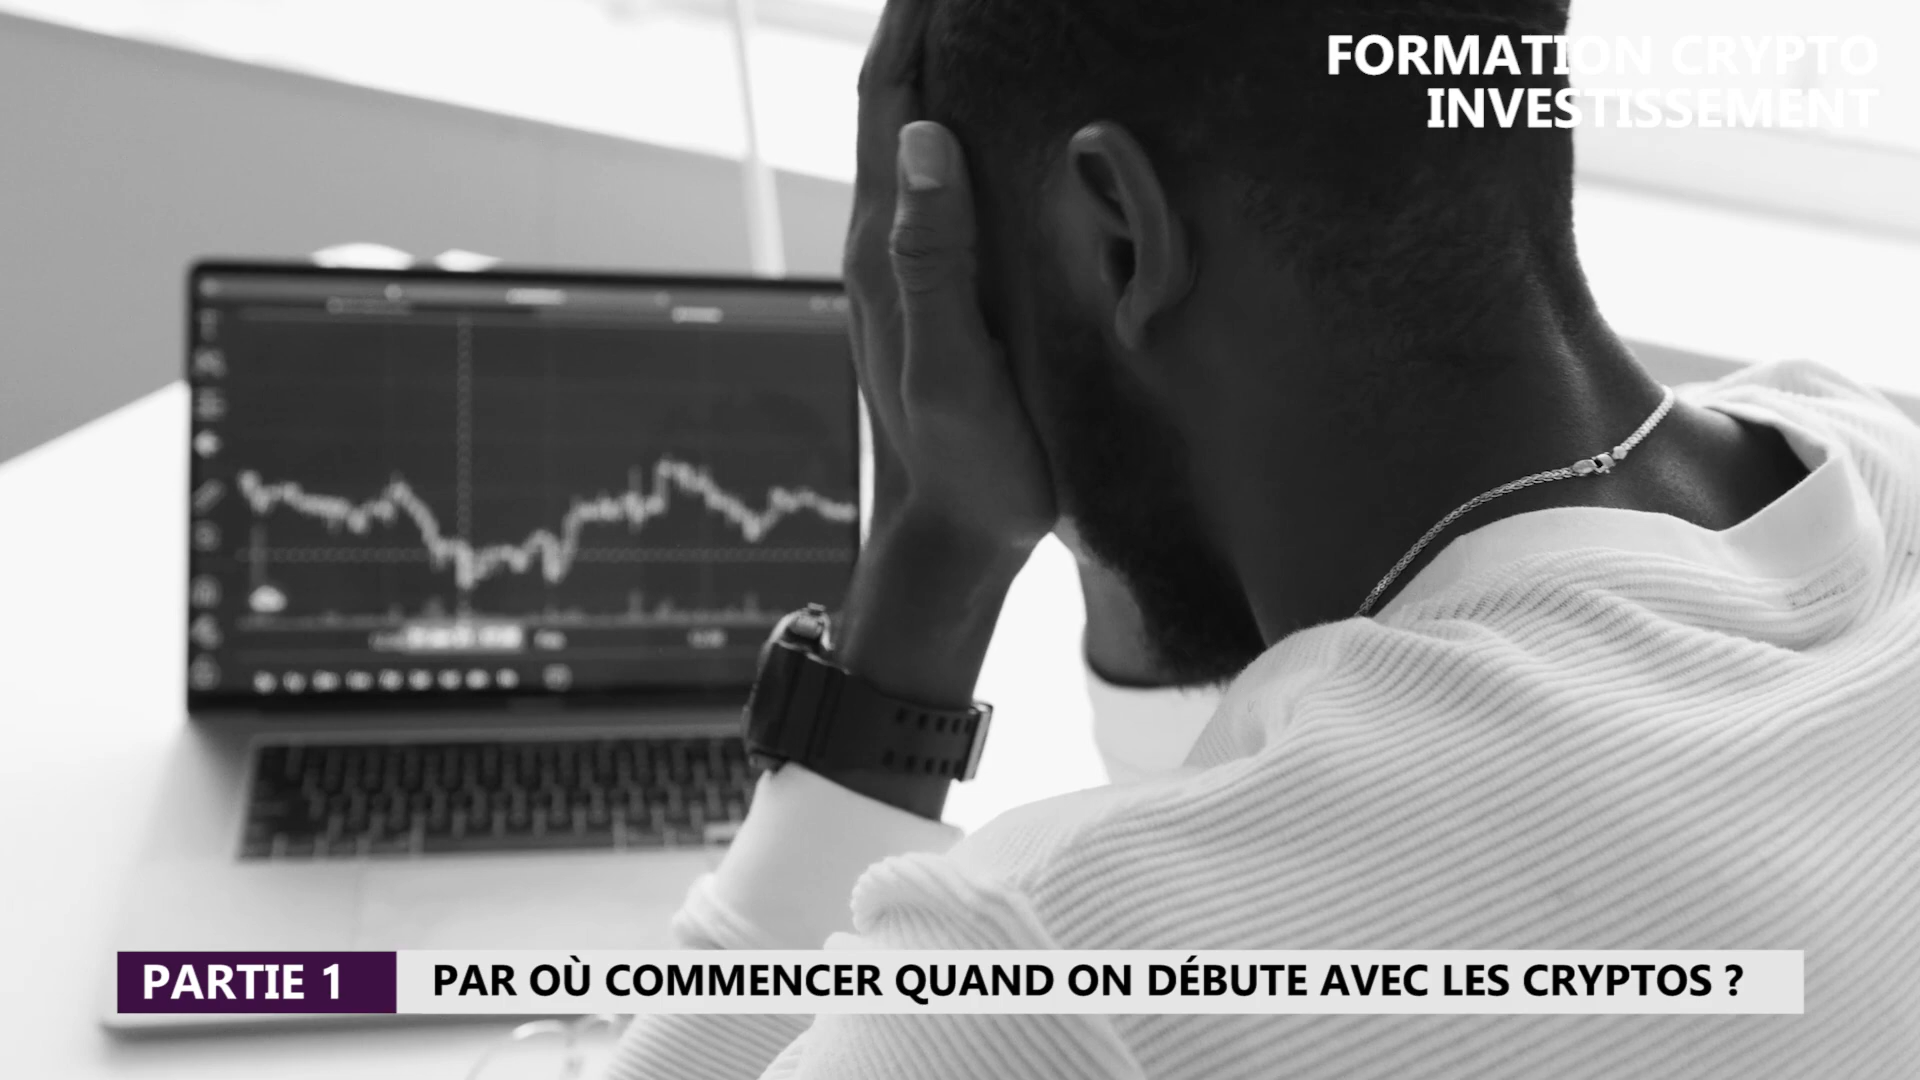 FORMATION CRYPTO
INVESTISSEMENT
PARTIE 1 PAR OÙ COMMENCER QUAND ON DÉBUTE AVEC LES CRYPTOS ?